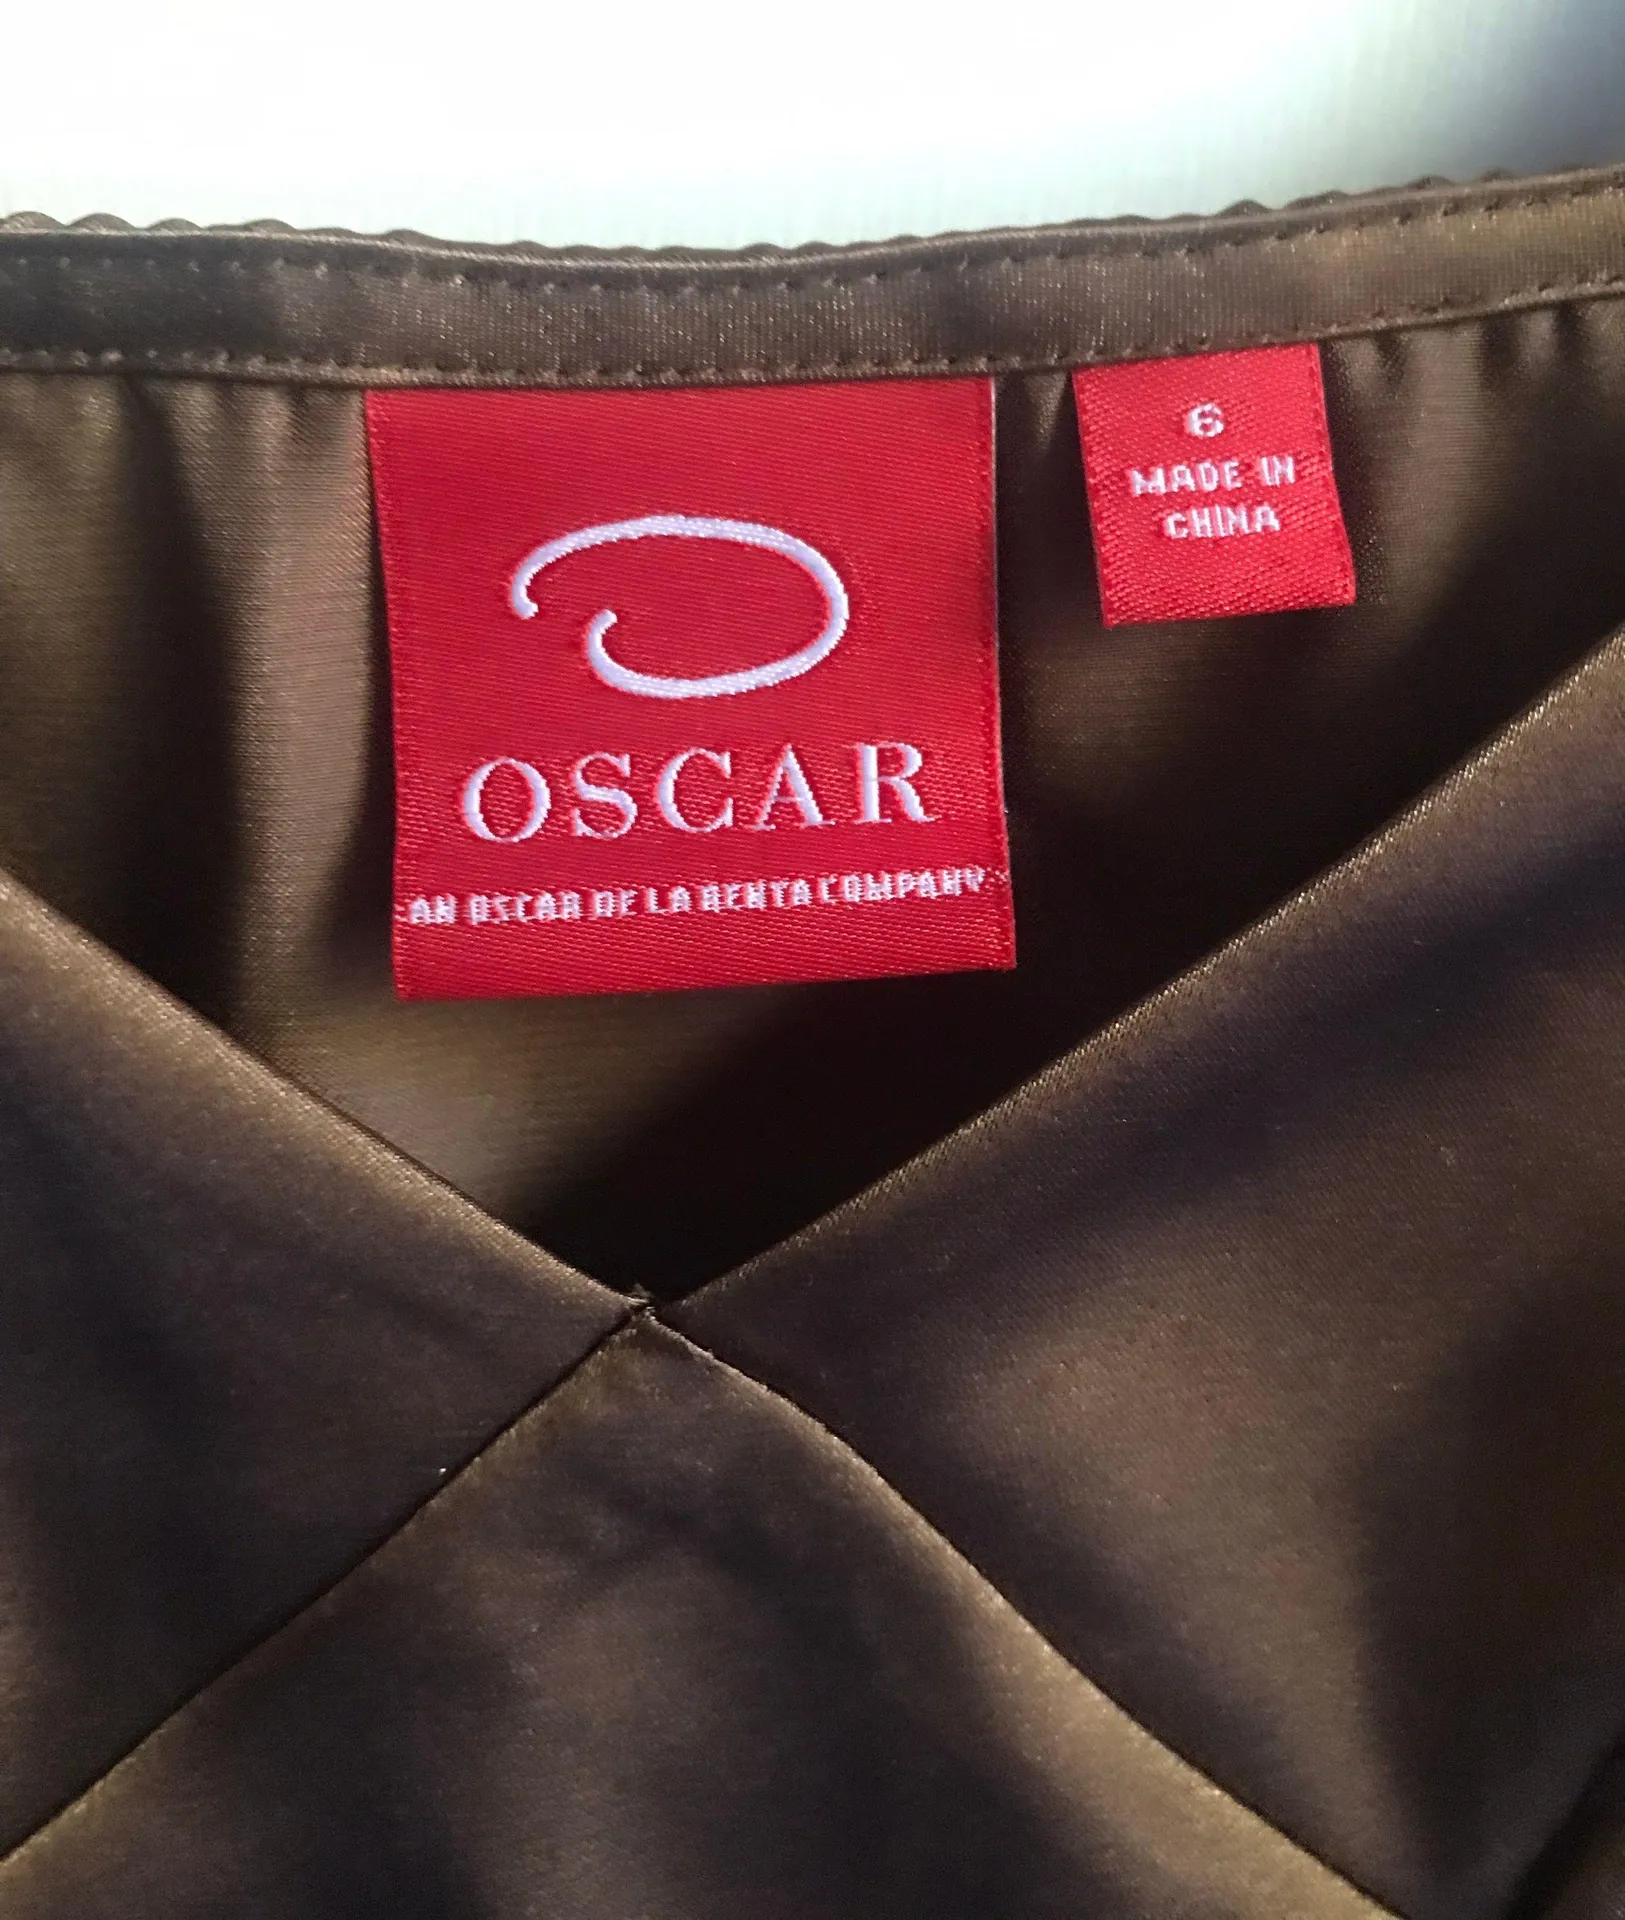 OSCAR
AN OSCAR DE LA RENTA COMPANY
6
MADE IN
CHINA